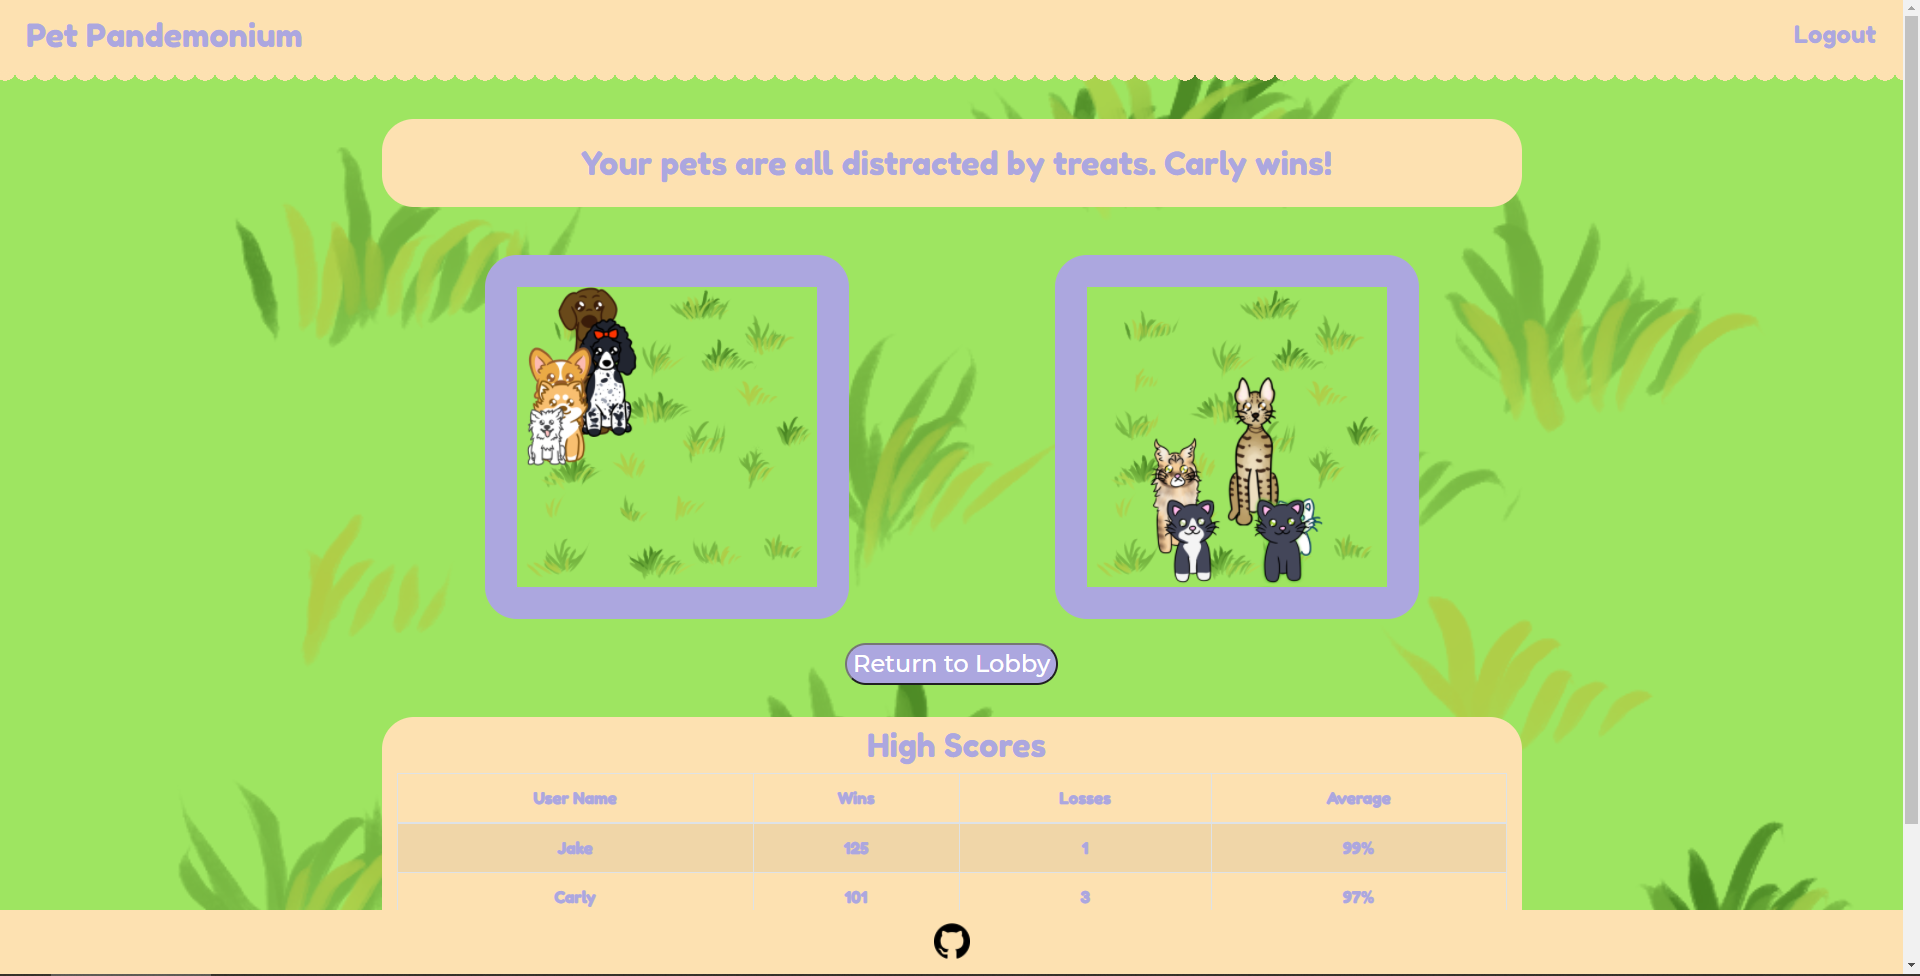 Pet Pandemonium
Logout
Your pets are all distracted by treats. Carly wins!
Return to Lobby
High Scores
User Name Wins Losses Average
Jake 125 1 99%
Carly 101 3 97%